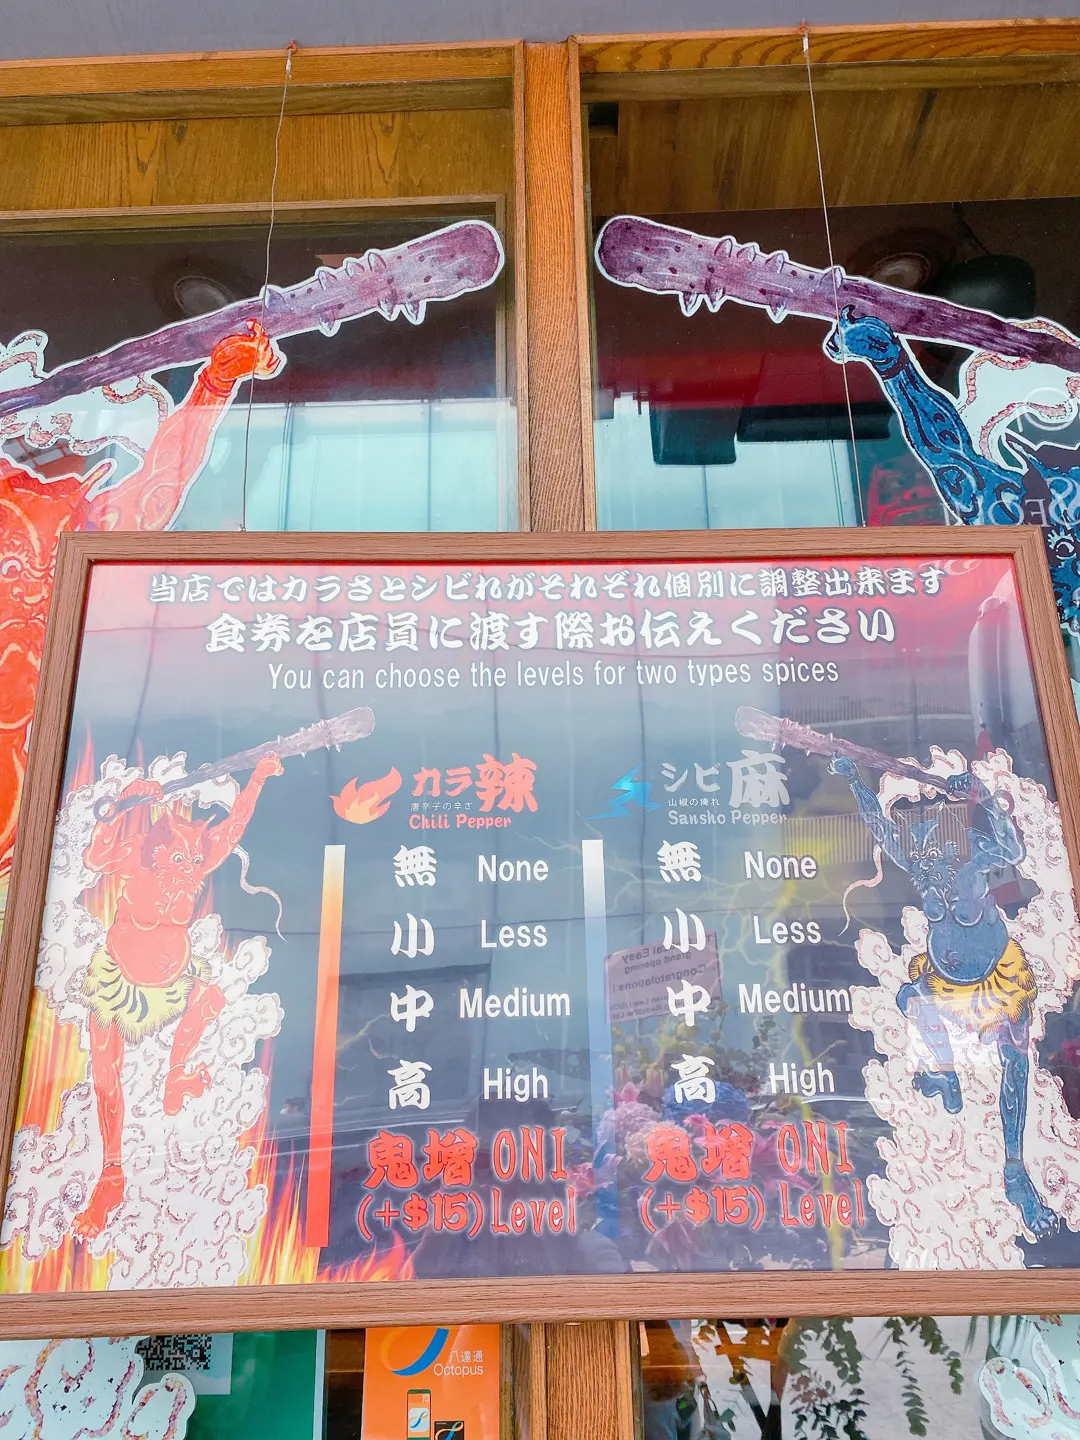 当店ではカラさとシビれがそれぞれ個別に調整出来ます
食券を店員に渡す際お伝えください
You can choose the levels for two types spices
カラ辣
唐辛子の辛さ
Chili Pepper
無 None
小 Less
中 Medium
高 High
鬼増 ONI
(+$15) Level
シビ麻
山椒の痺れ
Sansho Pepper
無 None
小 Less
中 Medium
高 High
鬼増 ONI
(+$15) Level
grand opening
Congratulations!
八達通
Octopus